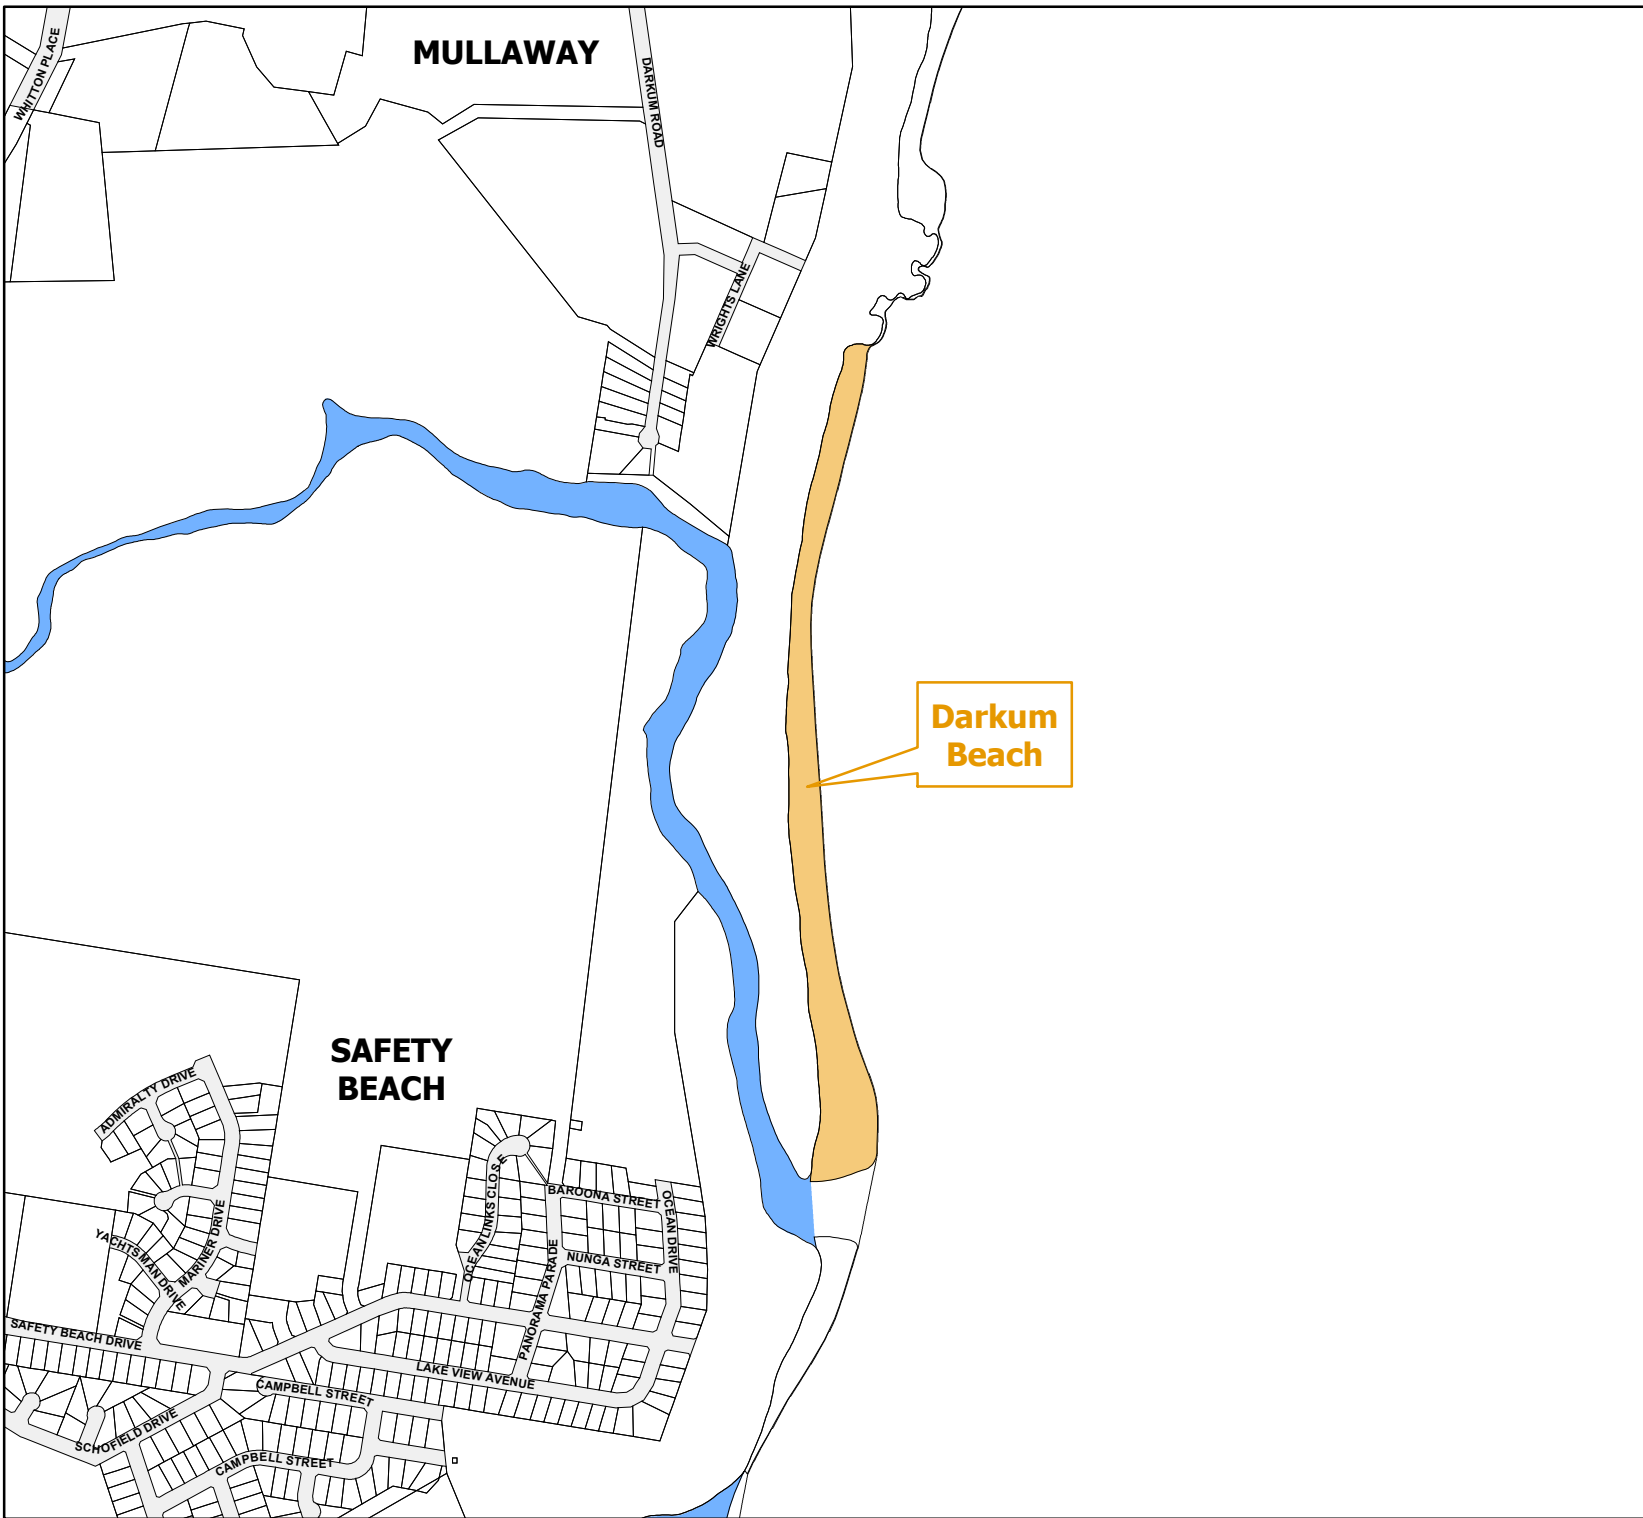 WHITTON PLACE
MULLAWAY
DARKUM ROAD
WRIGHTS LANE
Darkum
Beach
SAFETY
BEACH
ADMIRALTY DRIVE
OCEAN LINKS CLOSE
BAROONA STREET
OCEAN DRIVE
YACHTSMAN DRIVE
MARINER DRIVE
NUNGA STREET
PANORAMA PARADE
SAFETY BEACH DRIVE
LAKE VIEW AVENUE
CAMPBELL STREET
SCHOFIELD DRIVE
CAMPBELL STREET